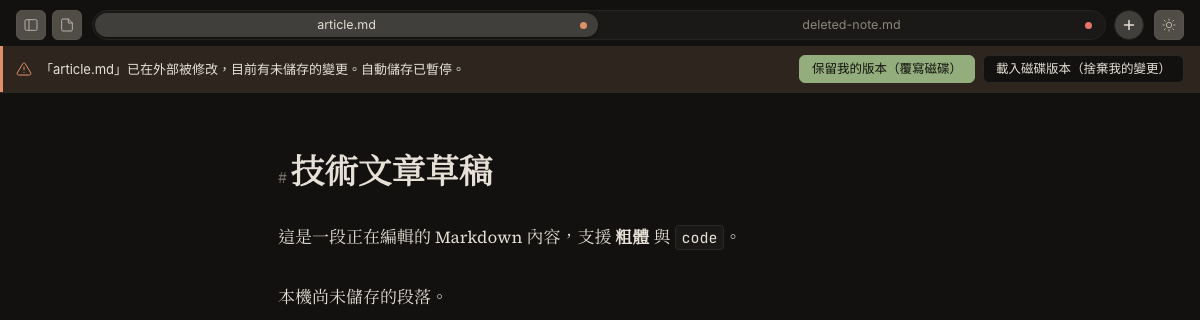 article.md
deleted-note.md
「article.md」已在外部被修改，目前有未儲存的變更。自動儲存已暫停。
保留我的版本（覆寫磁碟）
載入磁碟版本（捨棄我的變更）
# 技術文章草稿
這是一段正在編輯的 Markdown 內容，支援 粗體 與 code 。
本機尚未儲存的段落。